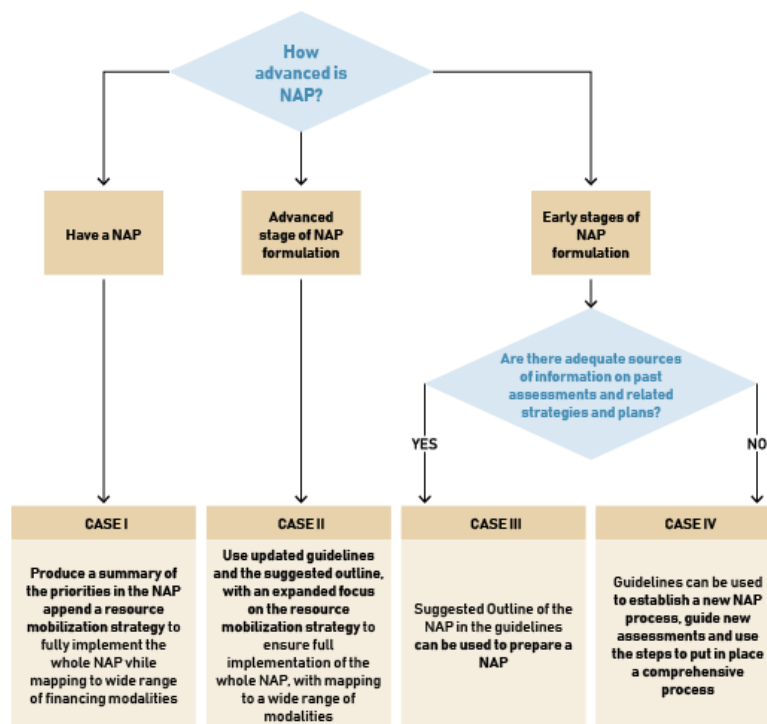 How
advanced is
NAP?
Have a NAP
Advanced
stage of NAP
formulation
Early stages of
NAP
formulation
Are there adequate sources
of information on past
assessments and related
strategies and plans?
YES
NO
CASE I
Produce a summary of
the priorities in the NAP
append a resource
mobilization strategy to
fully implement the
whole NAP vhile
mapping to wide range
of financing modalities
CASE II
Use updated guidelines
and the suggested outline,
with an expanded focus
on the resource
mobilization strategy to
ensure full
implementation of the
whole NAP, with mapping
to a wide range of
modalities
CASE III
Suggested Outline of the
NAP in the guidelines
can be used to prepare a
NAP
CASE IV
Guidelines can be used
to establish a new NAP
process, guide new
assessments and use
the steps to put in place
a comprehensive
process